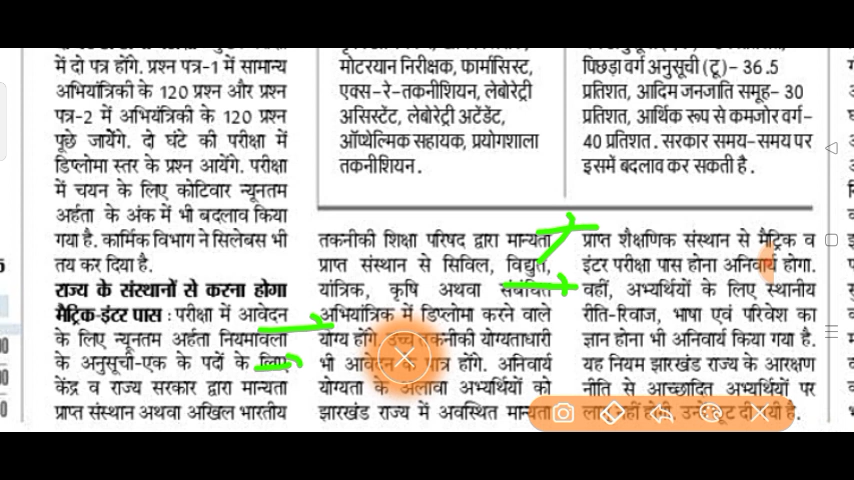 में दो पत्र होंगे. प्रश्न पत्र-1 में सामान्य
अभियांत्रिकी के 120 प्रश्न और प्रश्न
पत्र-2 में अभियंत्रिकी के 120 प्रश्न
पूछे जायेंगे. दो घंटे की परीक्षा में
डिप्लोमा स्तर के प्रश्न आयेंगे. परीक्षा
में चयन के लिए कोटिवार न्यूनतम
अर्हता के अंक में भी बदलाव किया
गया है. कार्मिक विभाग ने सिलेबस भी
तय कर दिया है.
राज्य के संस्थानों से करना होगा
मैट्रिक-इंटर पास : परीक्षा में आवेदन
के लिए न्यूनतम अर्हता नियमावली
के अनुसूची-एक के पदों के लिए
केंद्र व राज्य सरकार द्वारा मान्यता
प्राप्त संस्थान अथवा अखिल भारतीय
मोटरयान निरीक्षक, फार्मासिस्ट,
एक्स-रे-तकनीशियन, लेबोरेट्री
असिस्टेंट, लेबोरेट्री अटेंडेंट,
ऑप्थेल्मिक सहायक, प्रयोगशाला
तकनीशियन.
पिछड़ा वर्ग अनुसूची (टू)- 36.5
प्रतिशत, आदिम जनजाति समूह- 30
प्रतिशत, आर्थिक रूप से कमजोर वर्ग-
40 प्रतिशत. सरकार समय-समय पर
इसमें बदलाव कर सकती है.
तकनीकी शिक्षा परिषद द्वारा मान्यता
प्राप्त संस्थान से सिविल, विद्युत,
यांत्रिक, कृषि अथवा संबंधित
अभियांत्रिक में डिप्लोमा करने वाले
योग्य होंगे. उच्च तकनीकी योग्यताधारी
भी आवेदन के पात्र होंगे. अनिवार्य
योग्यता के अलावा अभ्यर्थियों को
झारखंड राज्य में अवस्थित मान्यता
प्राप्त शैक्षणिक संस्थान से मैट्रिक व
इंटर परीक्षा पास होना अनिवार्य होगा.
वहीं, अभ्यर्थियों के लिए स्थानीय
रीति-रिवाज, भाषा एवं परिवेश का
ज्ञान होना भी अनिवार्य किया गया है.
यह नियम झारखंड राज्य के आरक्षण
नीति से आच्छादित अभ्यर्थियों पर
लागू नहीं होगी. उन्हें छूट दी गयी है.